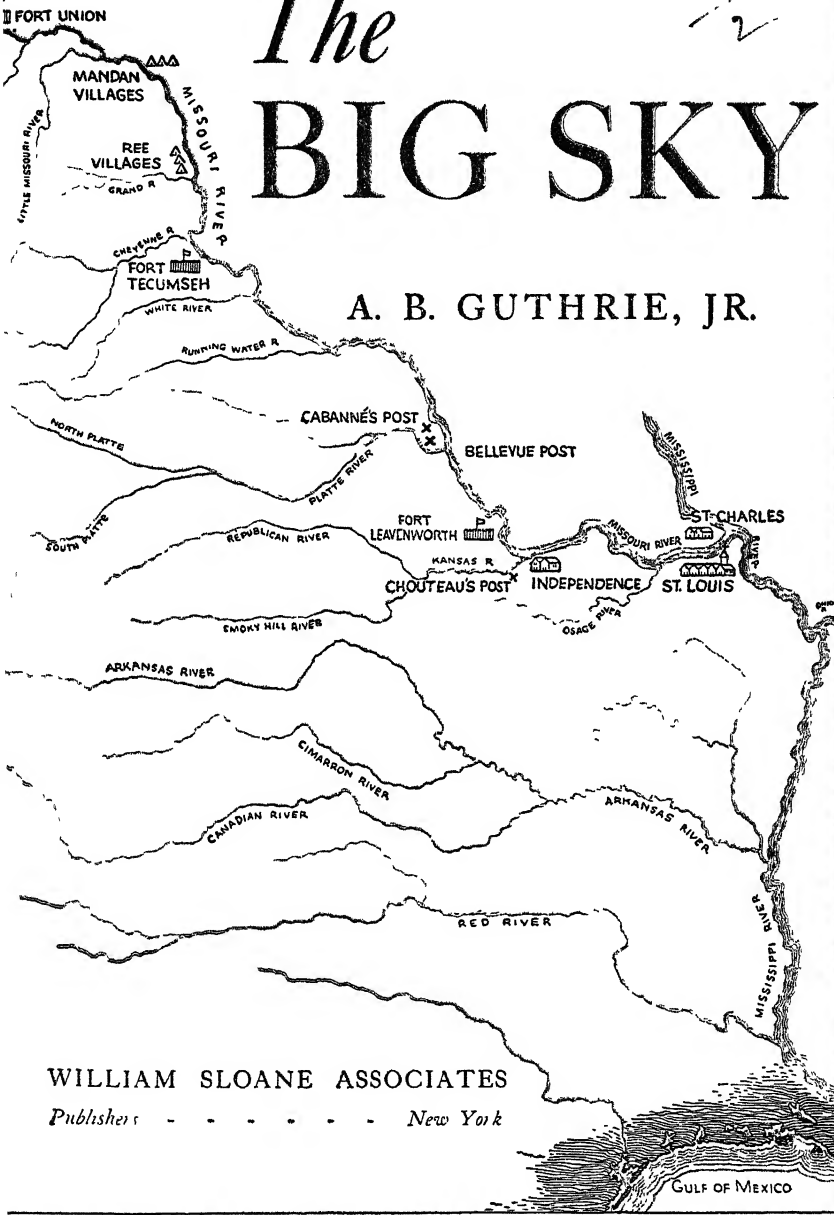 The
BIG SKY
A. B. GUTHRIE, JR.
FORT UNION
MANDAN
VILLAGES
MISSOURI RIVER
LITTLE MISSOURI RIVER
REE
VILLAGES
GRAND R
CHEYENNE R
FORT
TECUMSEH
WHITE RIVER
RUNNING WATER R
CABANNÉ'S POST
BELLEVUE POST
NORTH PLATTE
PLATTE RIVER
SOUTH PLATTE
MISSISSIPPI
RIVER
ST. CHARLES
FORT
LEAVENWORTH
MISSOURI RIVER
REPUBLICAN RIVER
KANSAS R
CHOUTEAU'S POST
INDEPENDENCE
ST. LOUIS
OSAGE RIVER
SMOKY HILL RIVER
ARKANSAS RIVER
CIMARRON RIVER
CANADIAN RIVER
ARKANSAS RIVER
RED RIVER
MISSISSIPPI RIVER
WILLIAM SLOANE ASSOCIATES
Publishers - - - - - - New York
GULF OF MEXICO